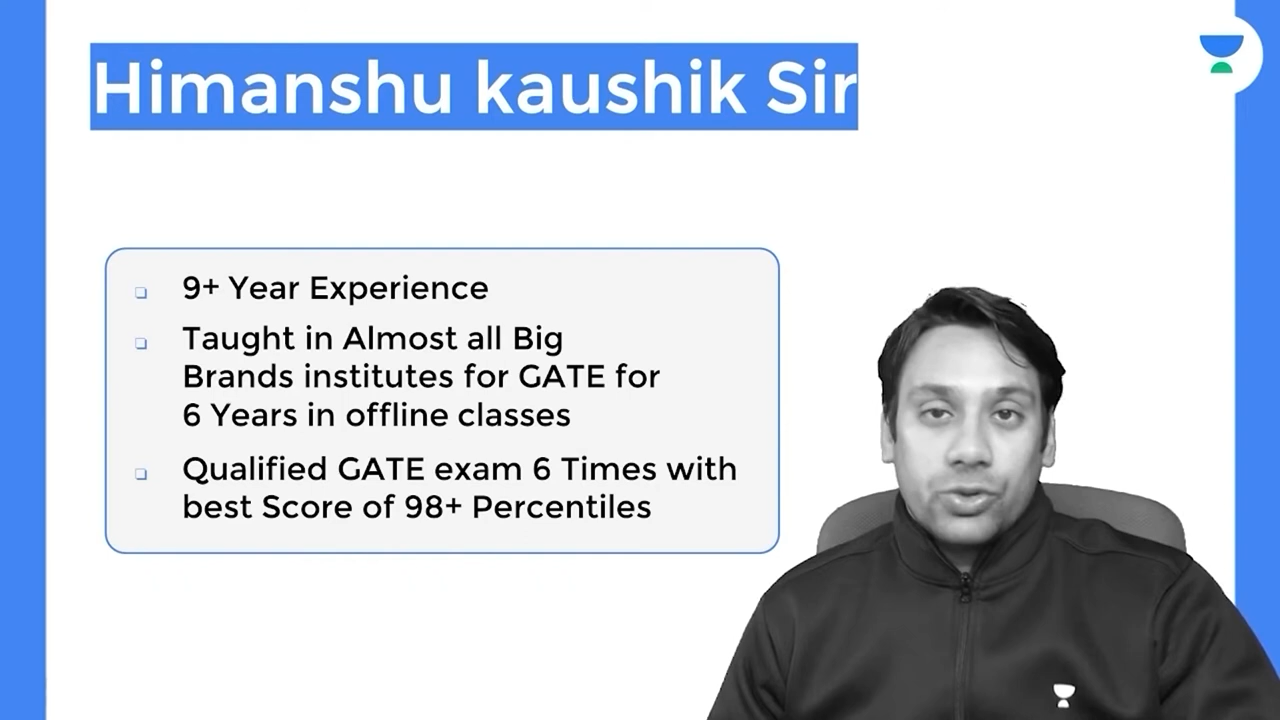 Himanshu kaushik Sir
9+ Year Experience
Taught in Almost all Big
Brands institutes for GATE for
6 Years in offline classes
Qualified GATE exam 6 Times with
best Score of 98+ Percentiles